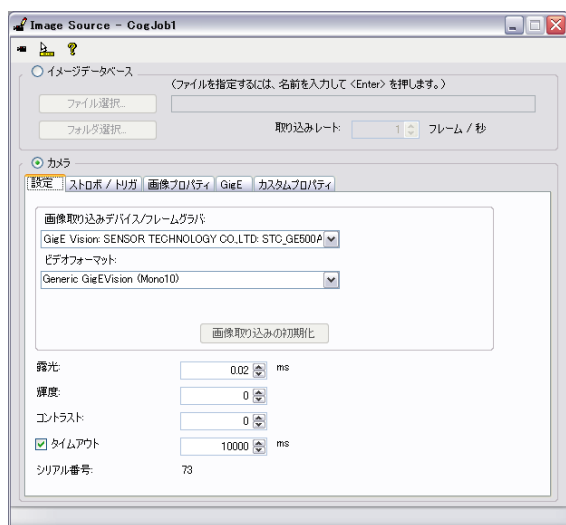 Image Source - CogJob1
イメージデータベース
(ファイルを指定するには、名前を入力して <Enter> を押します。)
ファイル選択...
フォルダ選択...
取り込みレート:
1
フレーム / 秒
カメラ
設定
ストロボ / トリガ
画像プロパティ
GigE
カスタムプロパティ
画像取り込みデバイス/フレームグラバ:
GigE Vision: SENSOR TECHNOLOGY CO.,LTD: STC_GE500A
ビデオフォーマット:
Generic GigEVision (Mono10)
画像取り込みの初期化
露光:
0.02
ms
輝度:
0
コントラスト:
0
タイムアウト
10000
ms
シリアル番号:
73